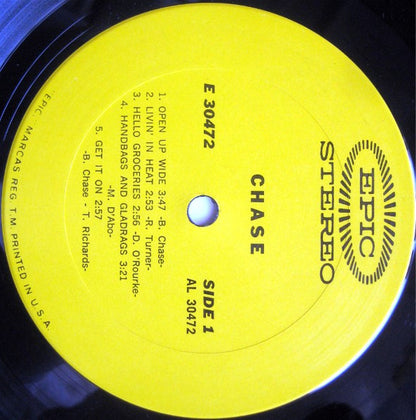 EPIC
STEREO
CHASE
E 30472
SIDE 1
AL 30472
1. OPEN UP WIDE 3:47 -B. Chase-
2. LIVIN' IN HEAT 2:53 -R. Turner-
3. HELLO GROCERIES 2:56 -D. O'Rourke-
4. HANDBAGS AND GLADRAGS 3:21
-M. D'Abo-
5. GET IT ON 2:57
-B. Chase - T. Richards-
EPIC, MARCAS REG. T.M. PRINTED IN U.S.A.